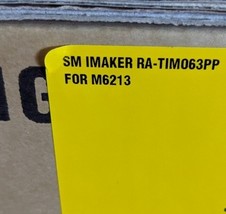 SM IMAKER RA-TIM063PP
FOR M6213